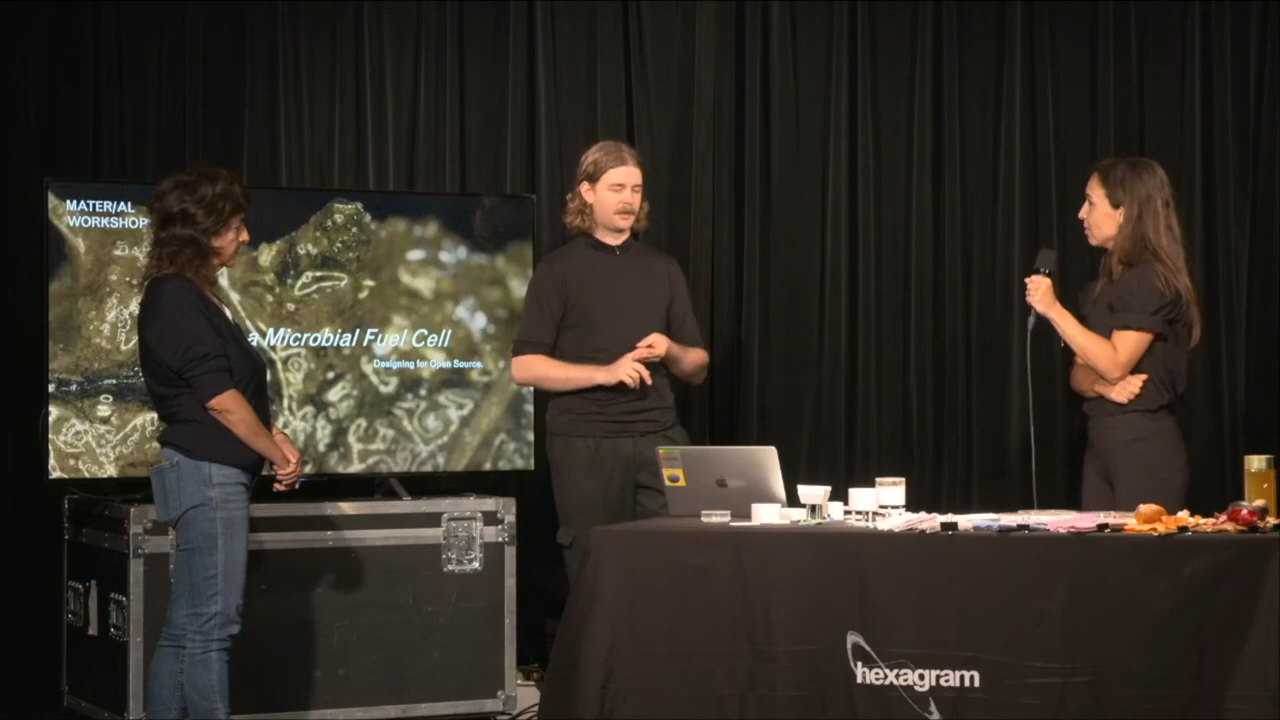 MATERIAL
WORKSHOP
a Microbial Fuel Cell
Designing for Open Source.
hexagram